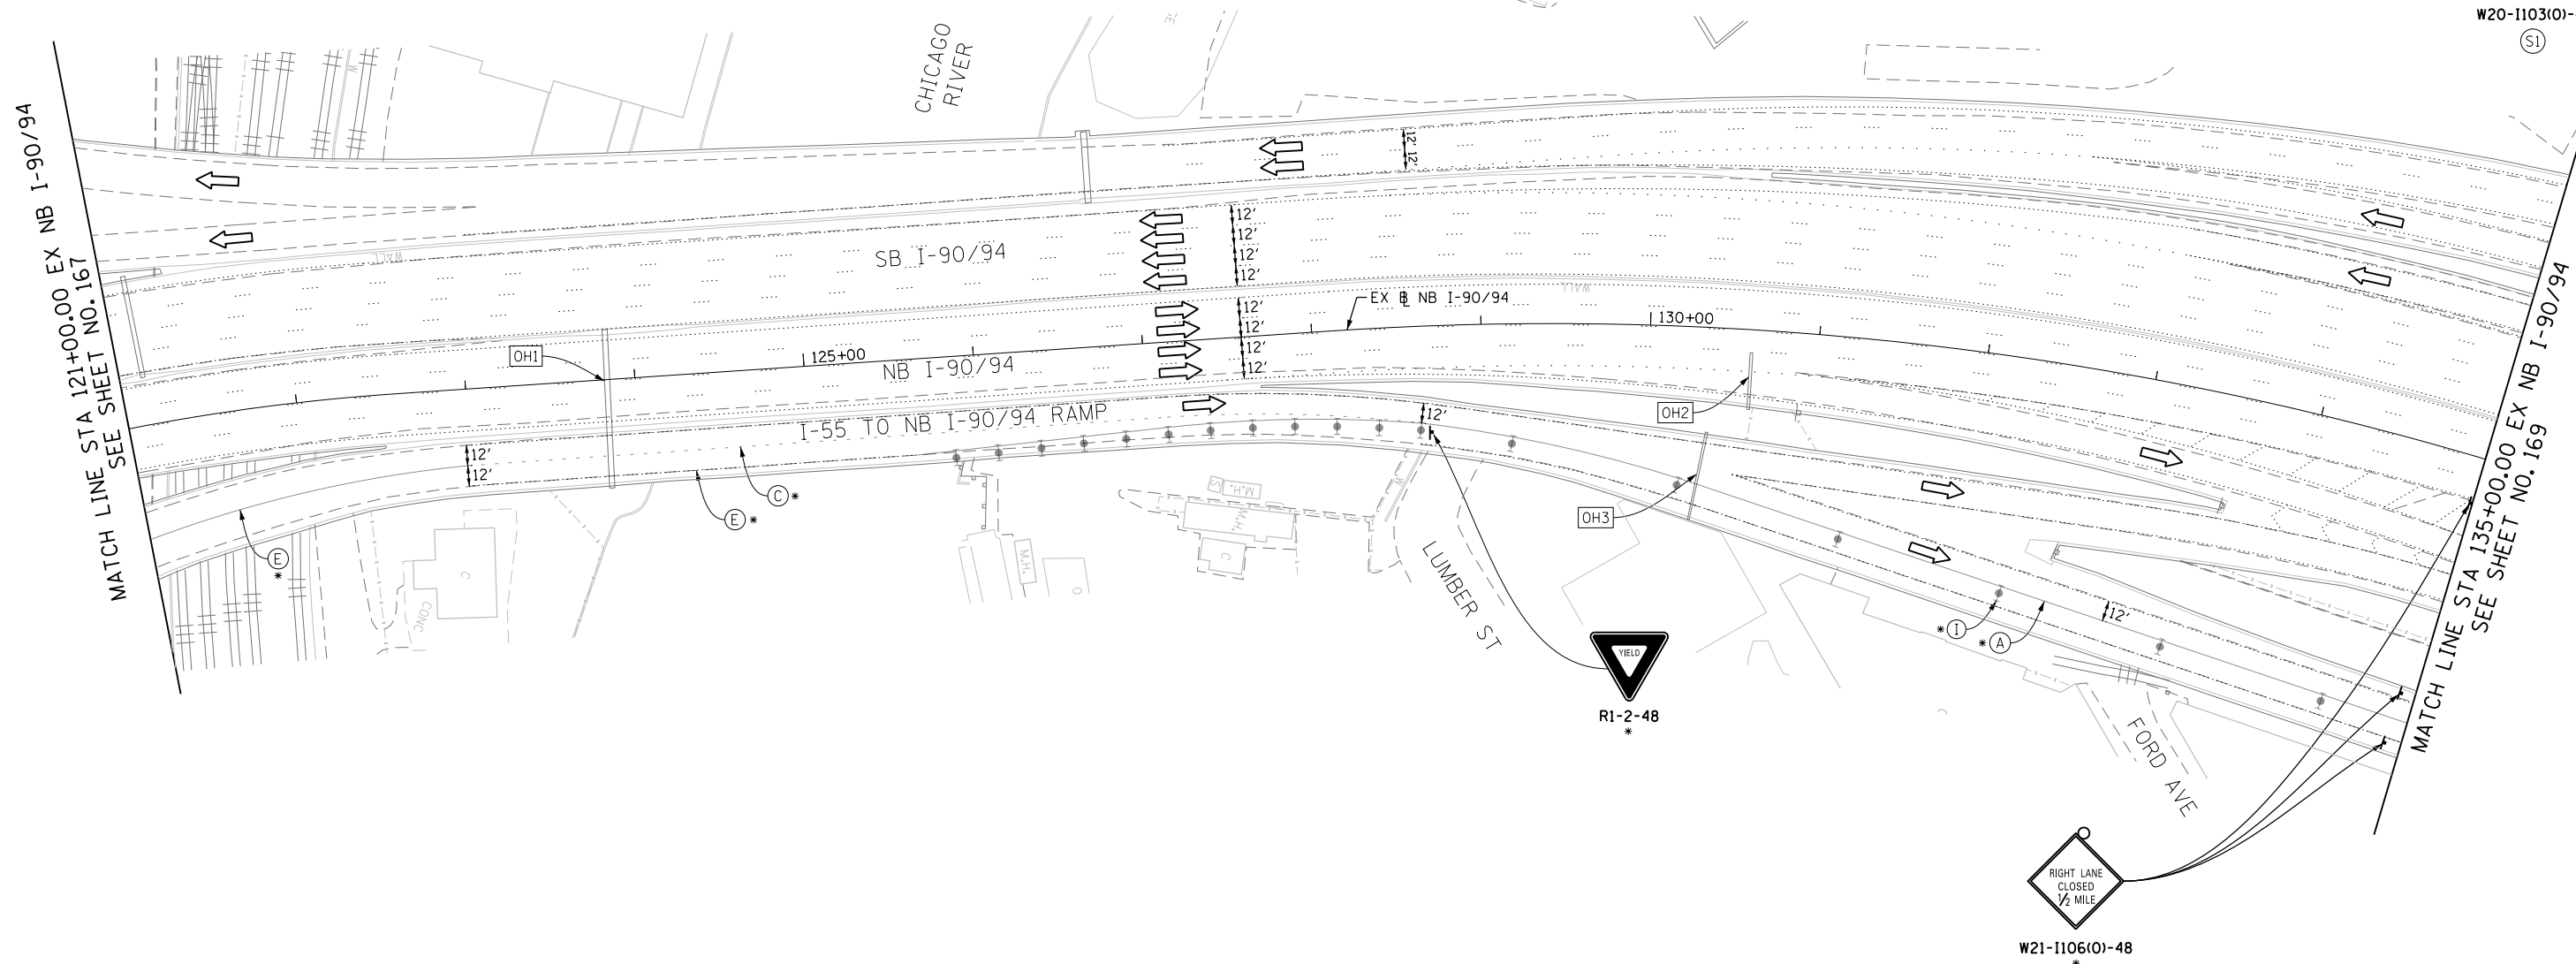 W20-I103(0)-
S1
CHICAGO
RIVER
MATCH LINE STA 121+00.00 EX NB I-90/94
SEE SHEET NO. 167
12' 12'
WALL
SB I-90/94
12'
12'
12'
12'
WALL
EX BL NB I-90/94
12'
12'
12'
12'
130+00
OH1
125+00
NB I-90/94
OH2
I-55 TO NB I-90/94 RAMP
12'
12'
12'
C *
E *
E
*
M.H.
S
M.H.
C
M.H.
C
CONC
O
W
W
OH3
LUMBER ST
YIELD
R1-2-48
*
* I
* A
12'
FORD AVE
MATCH LINE STA 135+00.00 EX NB I-90/94
SEE SHEET NO. 169
RIGHT LANE
CLOSED
1/2 MILE
W21-I106(0)-48
*